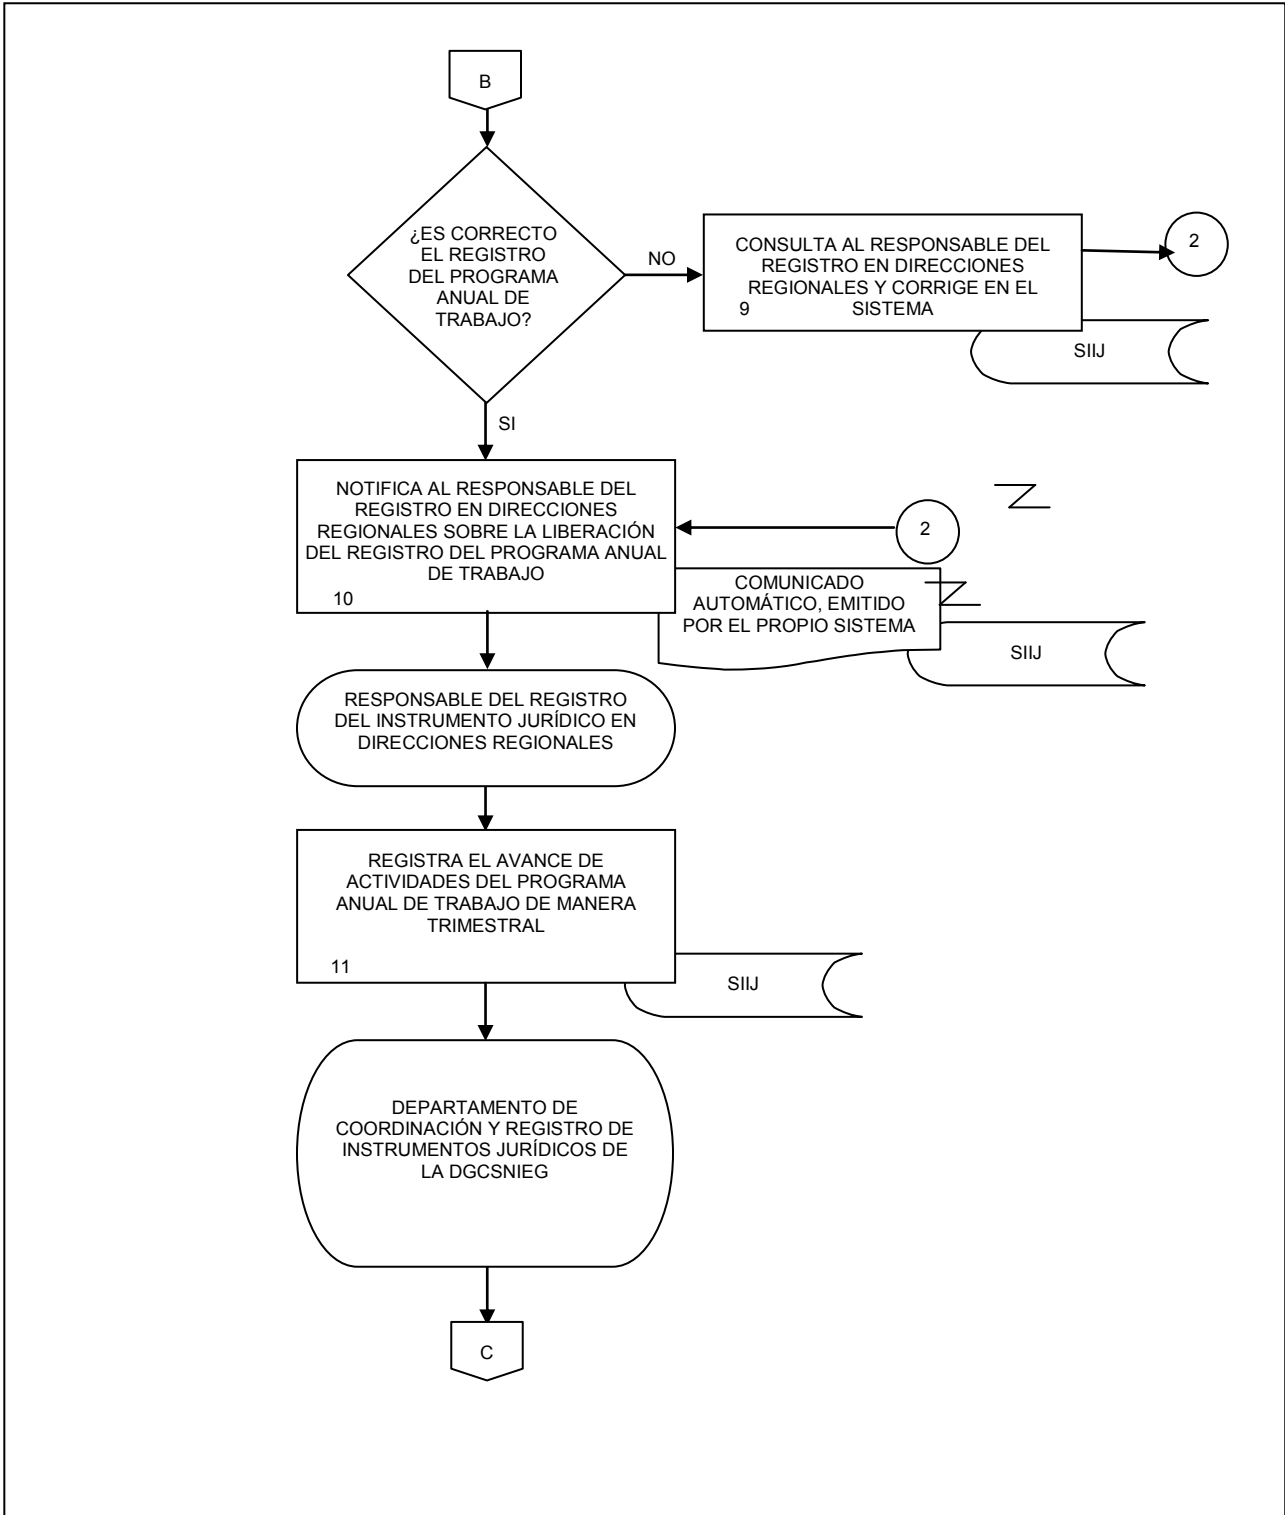 B
¿ES CORRECTO
EL REGISTRO
DEL PROGRAMA
ANUAL DE
TRABAJO?
NO
CONSULTA AL RESPONSABLE DEL
REGISTRO EN DIRECCIONES
REGIONALES Y CORRIGE EN EL
SISTEMA
9
2
SIIJ
SI
NOTIFICA AL RESPONSABLE DEL
REGISTRO EN DIRECCIONES
REGIONALES SOBRE LA LIBERACIÓN
DEL REGISTRO DEL PROGRAMA ANUAL
DE TRABAJO
10
2
COMUNICADO
AUTOMÁTICO, EMITIDO
POR EL PROPIO SISTEMA
SIIJ
RESPONSABLE DEL REGISTRO
DEL INSTRUMENTO JURÍDICO EN
DIRECCIONES REGIONALES
REGISTRA EL AVANCE DE
ACTIVIDADES DEL PROGRAMA
ANUAL DE TRABAJO DE MANERA
TRIMESTRAL
11
SIIJ
DEPARTAMENTO DE
COORDINACIÓN Y REGISTRO DE
INSTRUMENTOS JURÍDICOS DE
LA DGCSNIEG
C